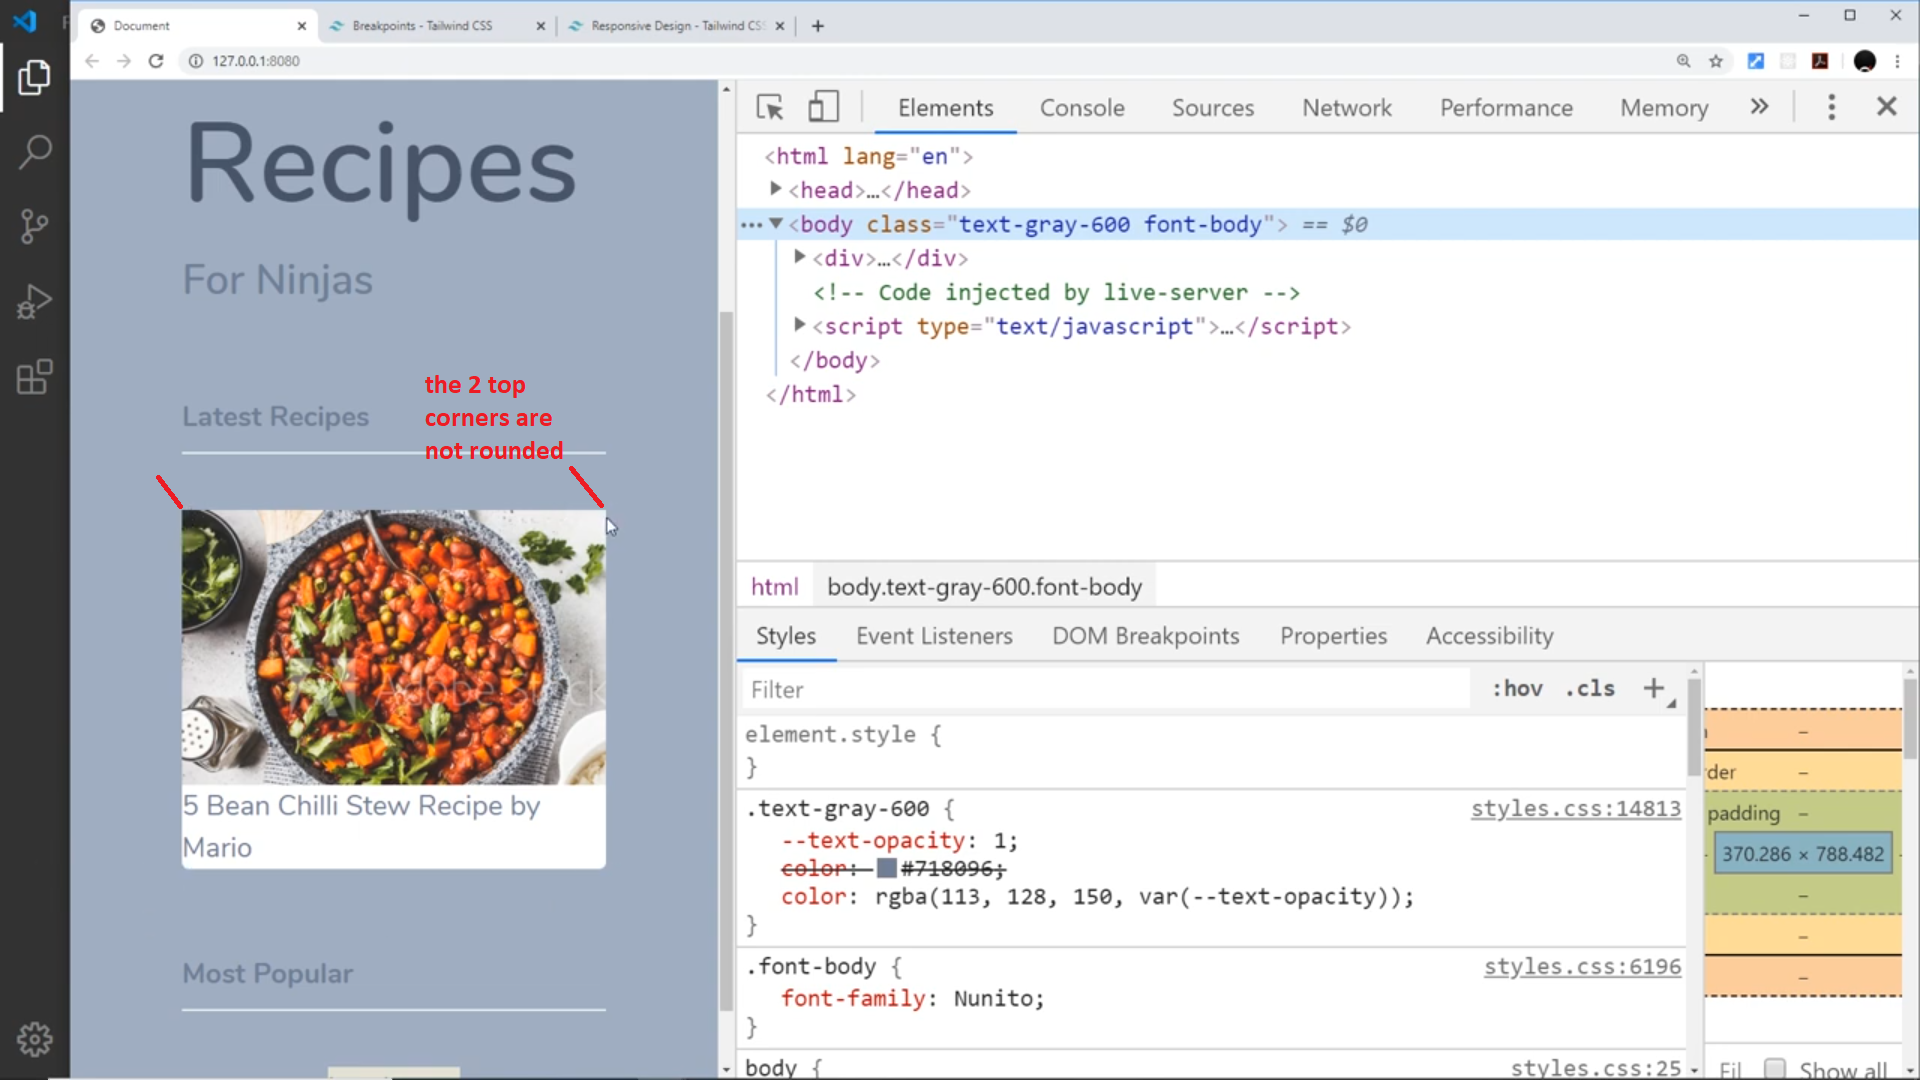 Document
Breakpoints - Tailwind CSS
Responsive Design - Tailwind CS
127.0.0.1:8080
Recipes
For Ninjas
Latest Recipes
the 2 top
corners are
not rounded
Adobe Stock
5 Bean Chilli Stew Recipe by
Mario
Most Popular
Elements Console Sources Network Performance Memory »
<html lang="en">
<head>…</head>
<body class="text-gray-600 font-body"> == $0
<div>…</div>
<!-- Code injected by live-server -->
<script type="text/javascript">…</script>
</body>
</html>
html body.text-gray-600.font-body
Styles Event Listeners DOM Breakpoints Properties Accessibility
Filter :hov .cls +
element.style {
}
.text-gray-600 { styles.css:14813
--text-opacity: 1;
color: #718096;
color: rgba(113, 128, 150, var(--text-opacity));
}
.font-body { styles.css:6196
font-family: Nunito;
}
body { styles.css:25
–
der –
padding –
370.286 × 788.482
–
–
–
Fil Show all